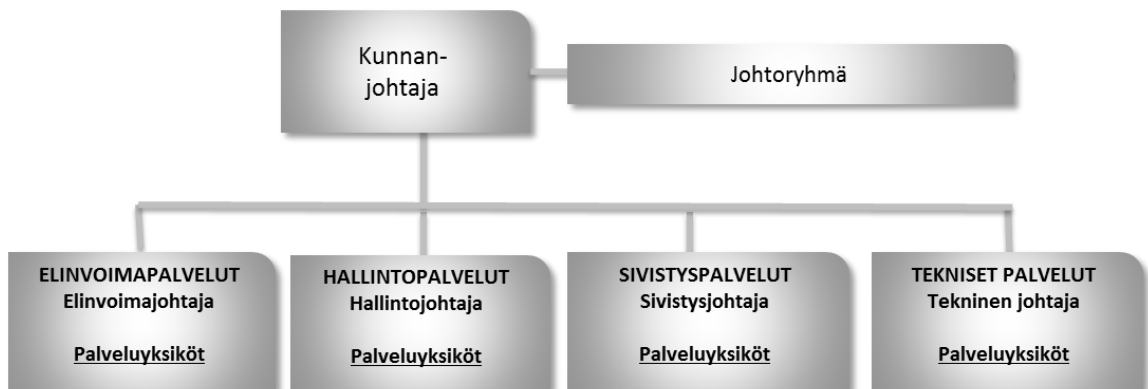 Kunnan-
johtaja
Johtoryhmä
ELINVOIMAPALVELUT
Elinvoimajohtaja
Palveluyksiköt
HALLINTOPALVELUT
Hallintojohtaja
Palveluyksiköt
SIVISTYSPALVELUT
Sivistysjohtaja
Palveluyksiköt
TEKNISET PALVELUT
Tekninen johtaja
Palveluyksiköt